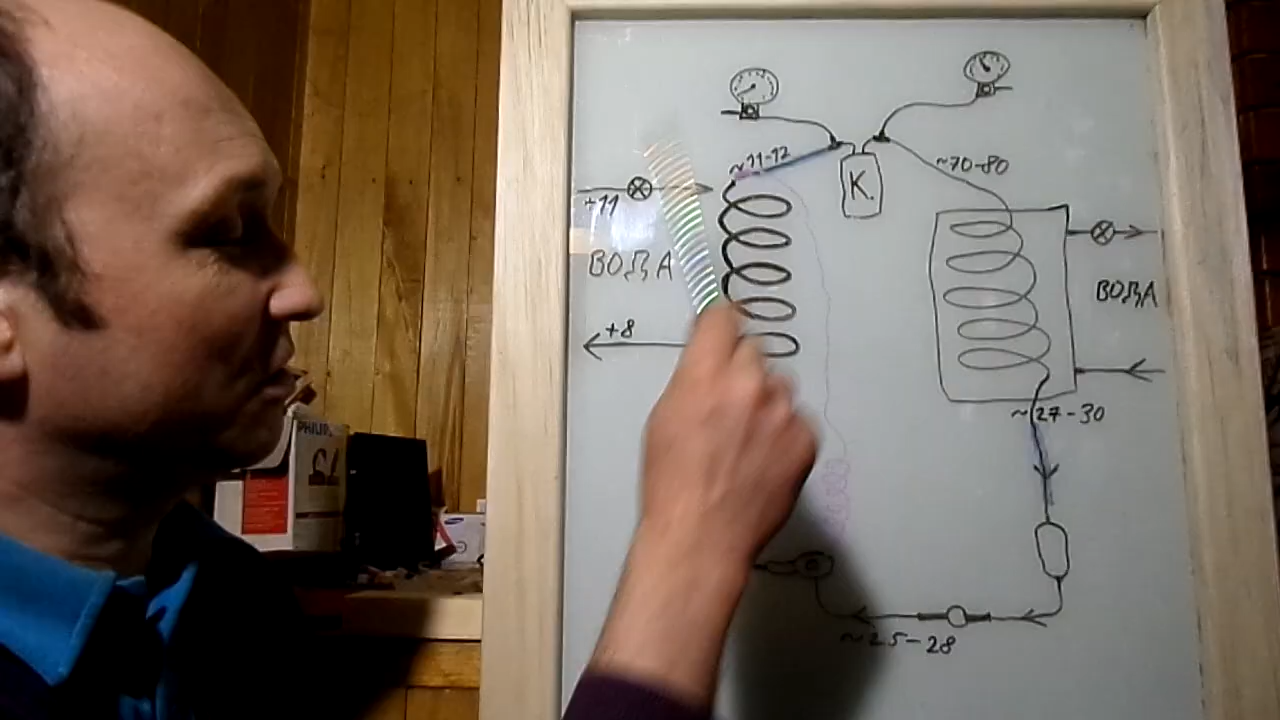 ~11-12
~70-80
К.
+11
ВОДА
ВОДА
+8
~27-30
~25-28
PHILIPS